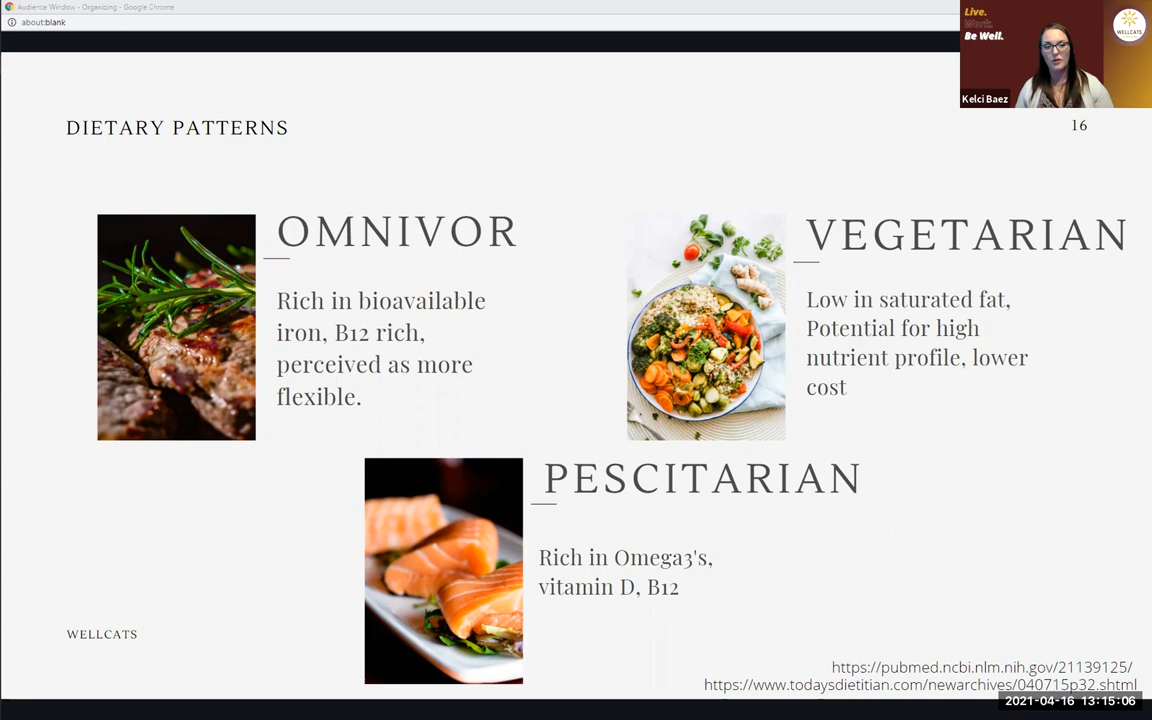 Audience Window - Organizing - Google Chrome
about:blank
Live.
Work.
Be Well.
WELLCATS
Kelci Baez
DIETARY PATTERNS
16
OMNIVOR
Rich in bioavailable
iron, B12 rich,
perceived as more
flexible.
VEGETARIAN
Low in saturated fat,
Potential for high
nutrient profile, lower
cost
PESCITARIAN
Rich in Omega3's,
vitamin D, B12
WELLCATS
https://pubmed.ncbi.nlm.nih.gov/21139125/
https://www.todaysdietitian.com/newarchives/040715p32.shtml
2021-04-16 13:15:06